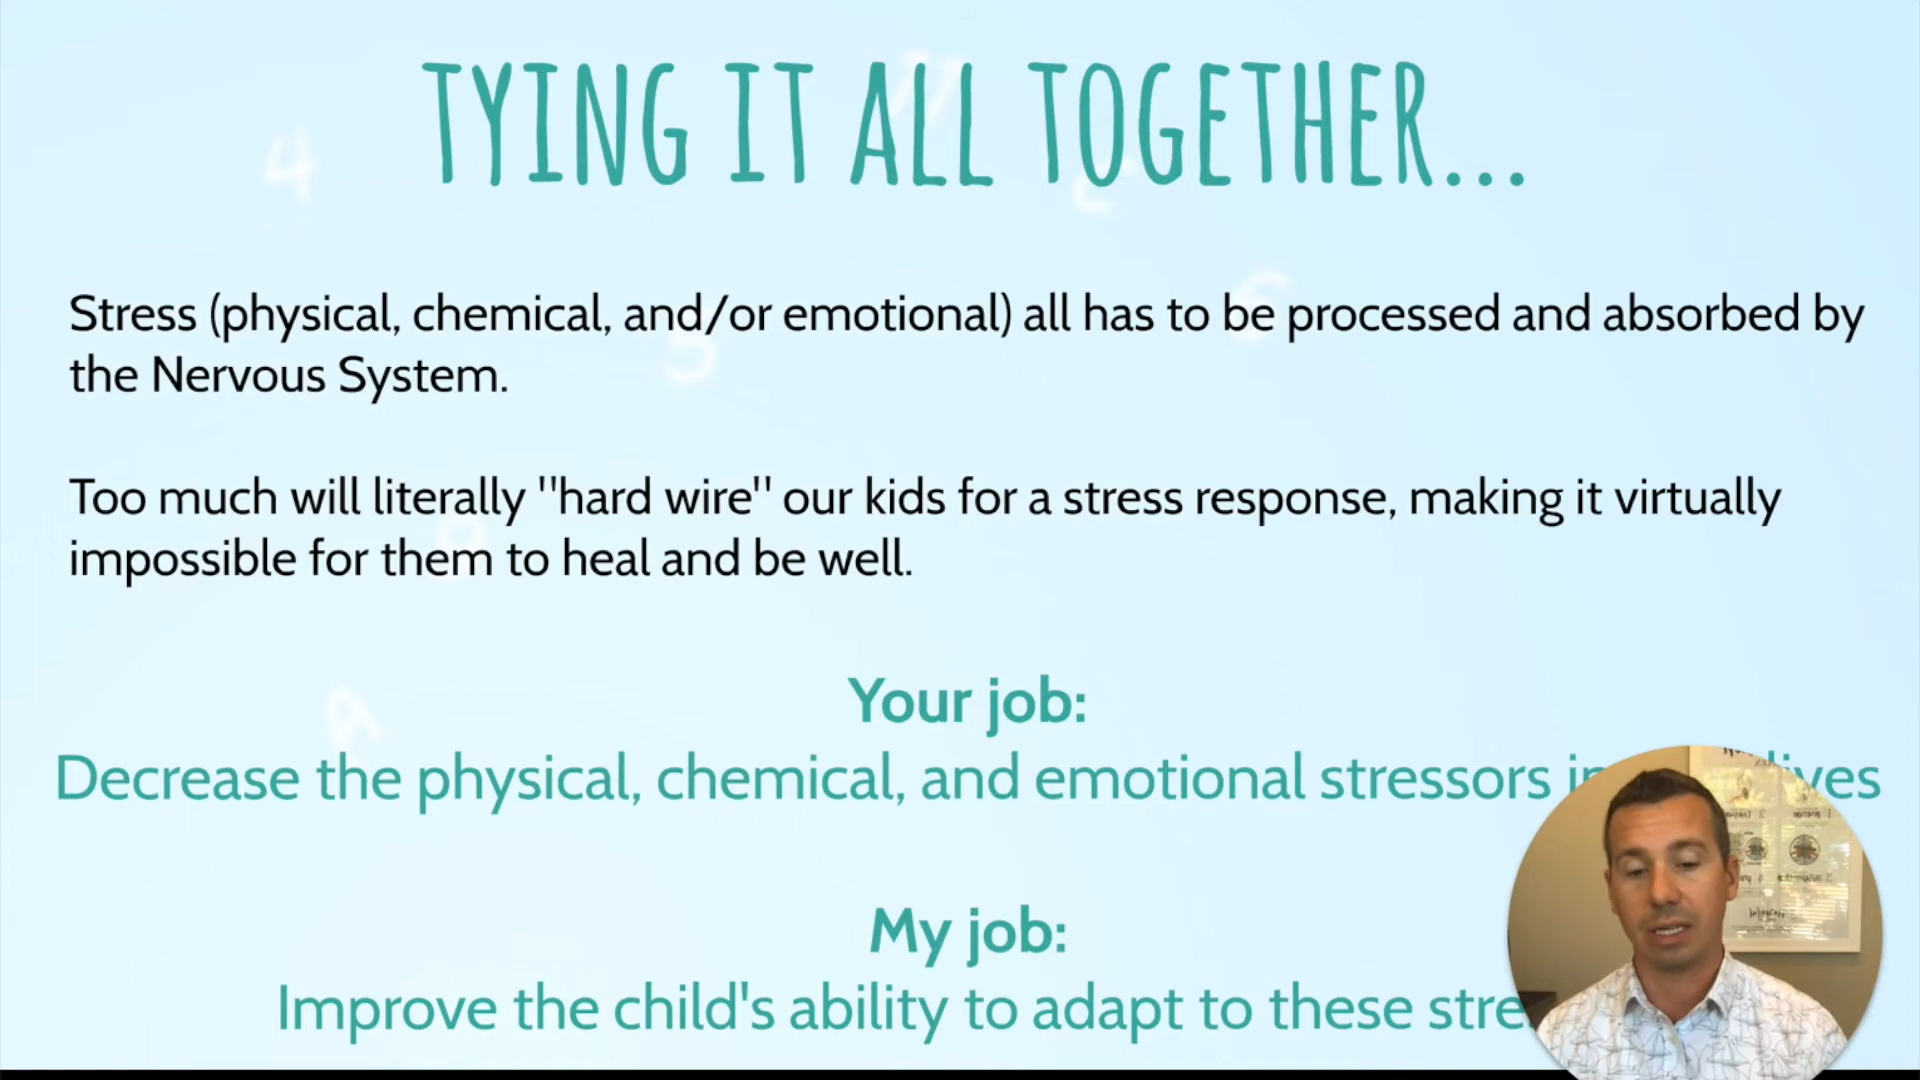 TYING IT ALL TOGETHER...
Stress (physical, chemical, and/or emotional) all has to be processed and absorbed by
the Nervous System.
Too much will literally "hard wire" our kids for a stress response, making it virtually
impossible for them to heal and be well.
Your job:
Decrease the physical, chemical, and emotional stressors
My job:
Improve the child's ability to adapt to these